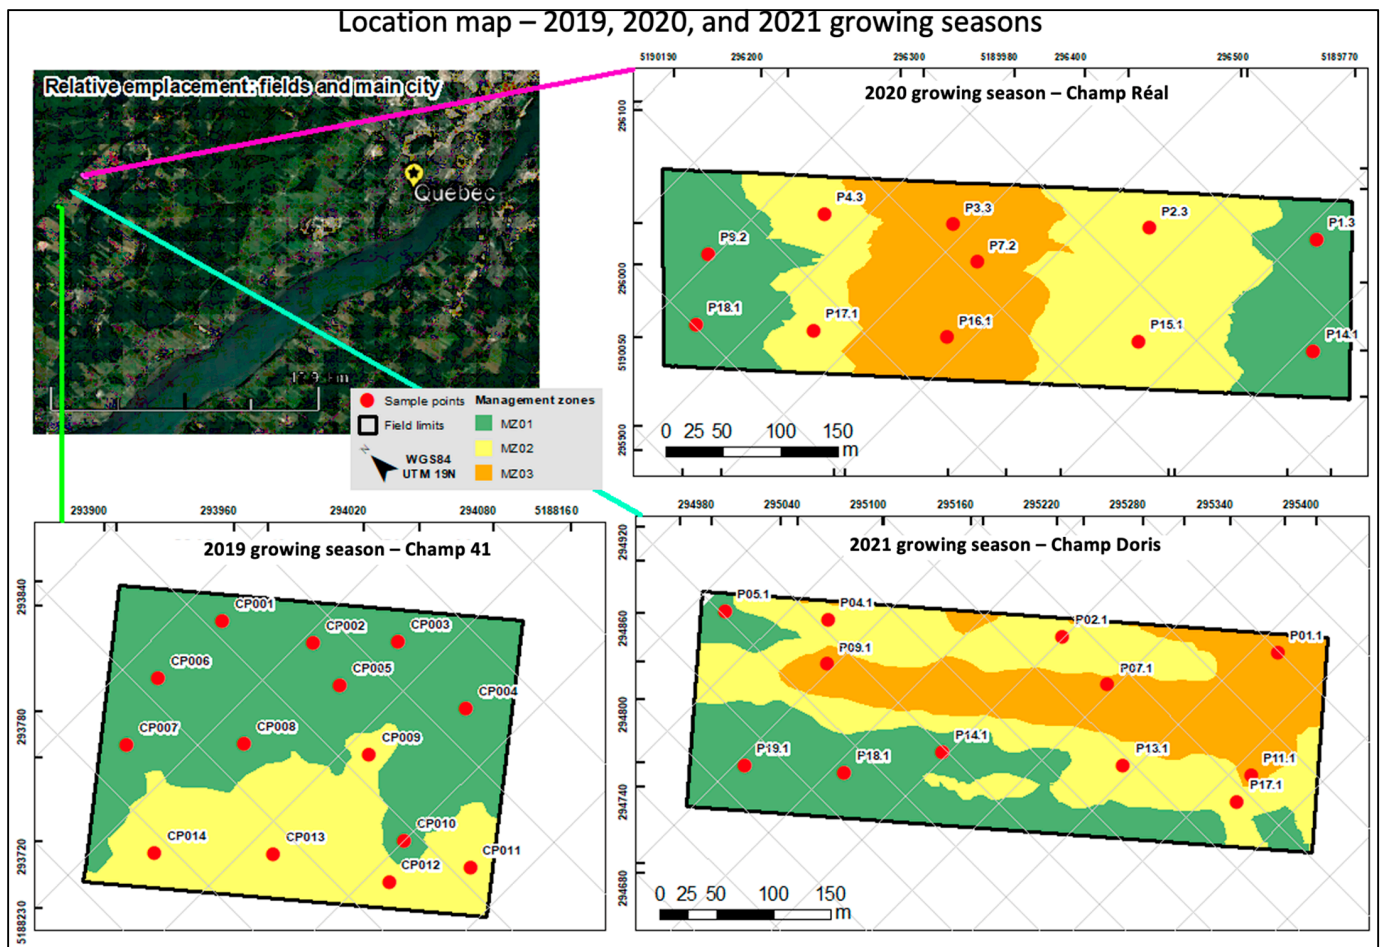 Location map – 2019, 2020, and 2021 growing seasons
Relative emplacement: fields and main city
Quebec
Sample points
Field limits
N
WGS84
UTM 19N
Management zones
MZ01
MZ02
MZ03
5190190 296200 296300 5189980 296400 296500 5189770
2020 growing season – Champ Réal
296100
296000
5190050
295900
P4.3
P3.3
P2.3
P1.3
P9.2
P7.2
P18.1
P17.1
P16.1
P15.1
P14.1
0 25 50 100 150
m
293900 293960 294020 294080 5188160
2019 growing season – Champ 41
293840
293780
293720
5188230
CP001
CP002
CP003
CP006
CP005
CP004
CP007
CP008
CP009
CP014
CP013
CP010
CP012
CP011
294980 295040 295100 295160 295220 295280 295340 295400
2021 growing season – Champ Doris
294920
294860
294800
294740
294680
P05.1
P04.1
P02.1
P01.1
P09.1
P07.1
P19.1
P18.1
P14.1
P13.1
P11.1
P17.1
0 25 50 100 150
m